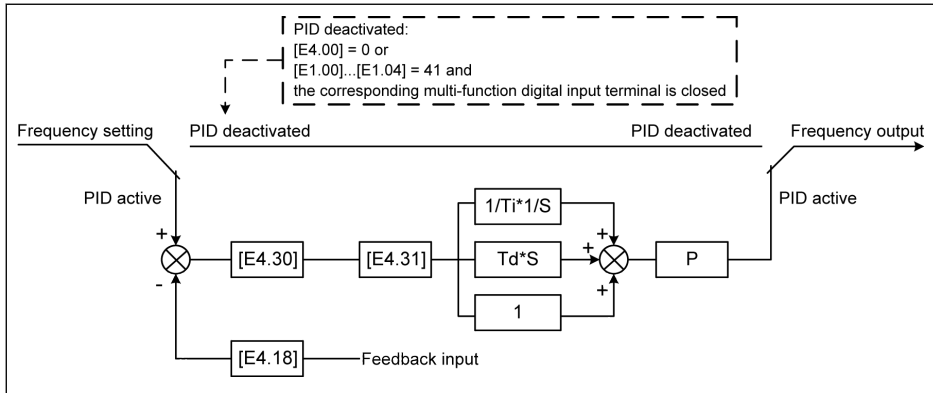 PID deactivated:
[E4.00] = 0 or
[E1.00]...[E1.04] = 41 and
the corresponding multi-function digital input terminal is closed
Frequency setting
PID deactivated
PID deactivated
Frequency output
PID active
PID active
+
-
[E4.30]
[E4.31]
1/Ti*1/S
Td*S
1
+
+
+
P
[E4.18]
Feedback input